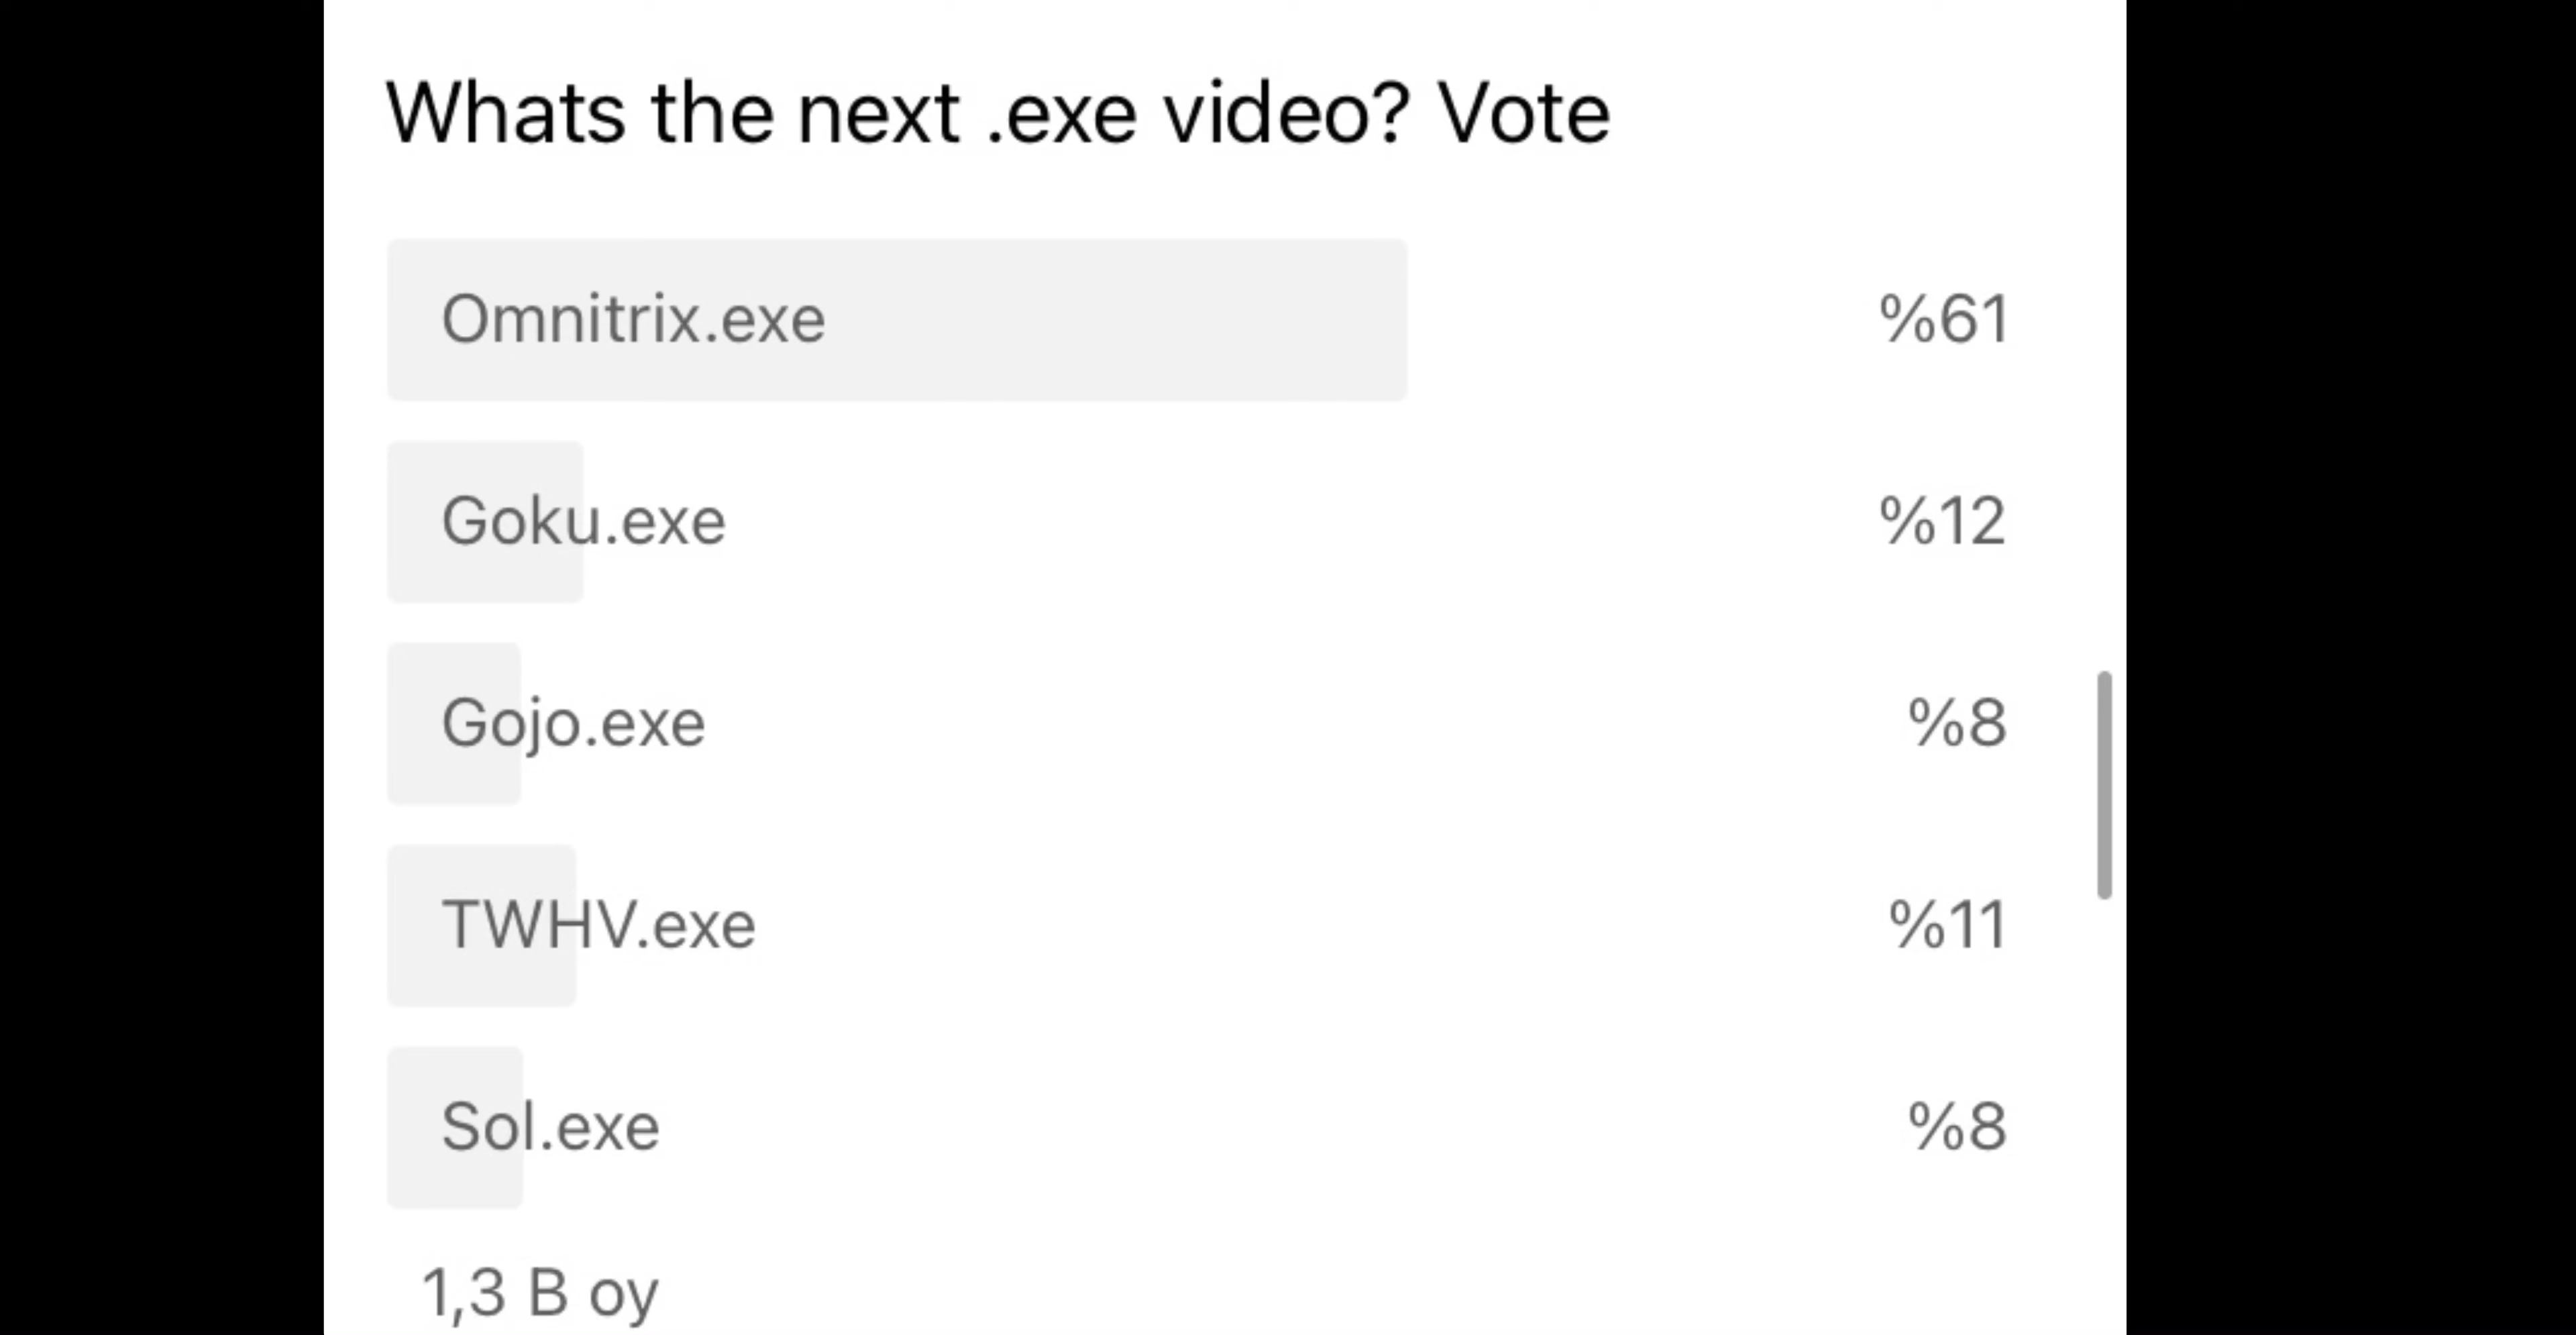 Whats the next .exe video? Vote
Omnitrix.exe %61
Goku.exe %12
Gojo.exe %8
TWHV.exe %11
Sol.exe %8
1,3 B oy